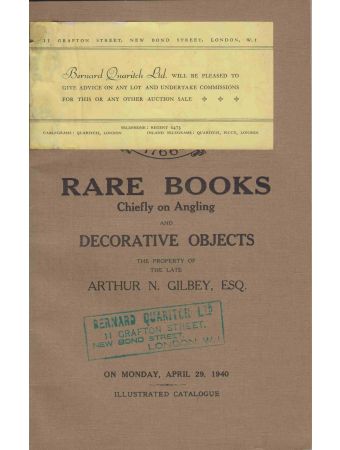 11 GRAFTON STREET, NEW BOND STREET, LONDON, W.1
Bernard Quaritch Ltd. WILL BE PLEASED TO
GIVE ADVICE ON ANY LOT AND UNDERTAKE COMMISSIONS
FOR THIS OR ANY OTHER AUCTION SALE
TELEPHONE: REGENT 2475
CABLEGRAMS: QUARITCH, LONDON INLAND TELEGRAMS: QUARITCH, PICCY, LONDON
1766
RARE BOOKS
Chiefly on Angling
AND
DECORATIVE OBJECTS
THE PROPERTY OF
THE LATE
ARTHUR N. GILBEY, ESQ.
BERNARD QUARITCH LTD
11 GRAFTON STREET,
NEW BOND STREET,
LONDON W.1
ON MONDAY, APRIL 29, 1940
ILLUSTRATED CATALOGUE